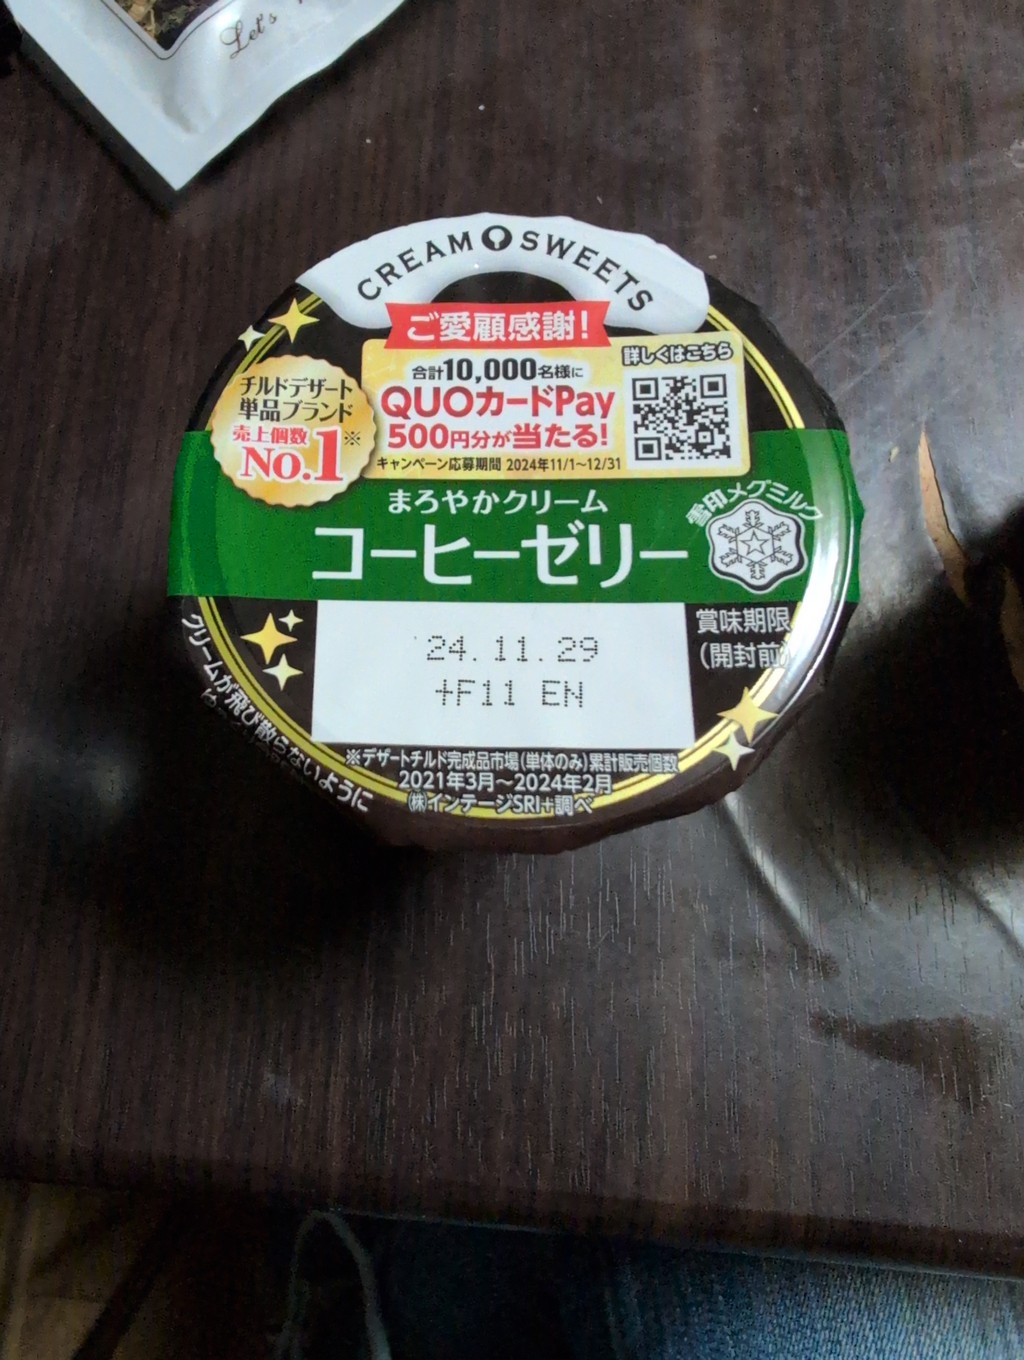 Let's
CREAM SWEETS
ご愛顧感謝!
合計10,000名様に
QUOカードPay
500円分が当たる!
キャンペーン応募期間 2024年11/1～12/31
詳しくはこちら
チルドデザート
単品ブランド
売上個数※
No.1
まろやかクリーム
コーヒーゼリー
雪印メグミルク
賞味期限
(開封前)
24.11.29
+F11 EN
クリームが飛び散らないように
※デザートチルド完成品市場(単体のみ)累計販売個数
2021年3月～2024年2月
㈱インテージSRI+調べ